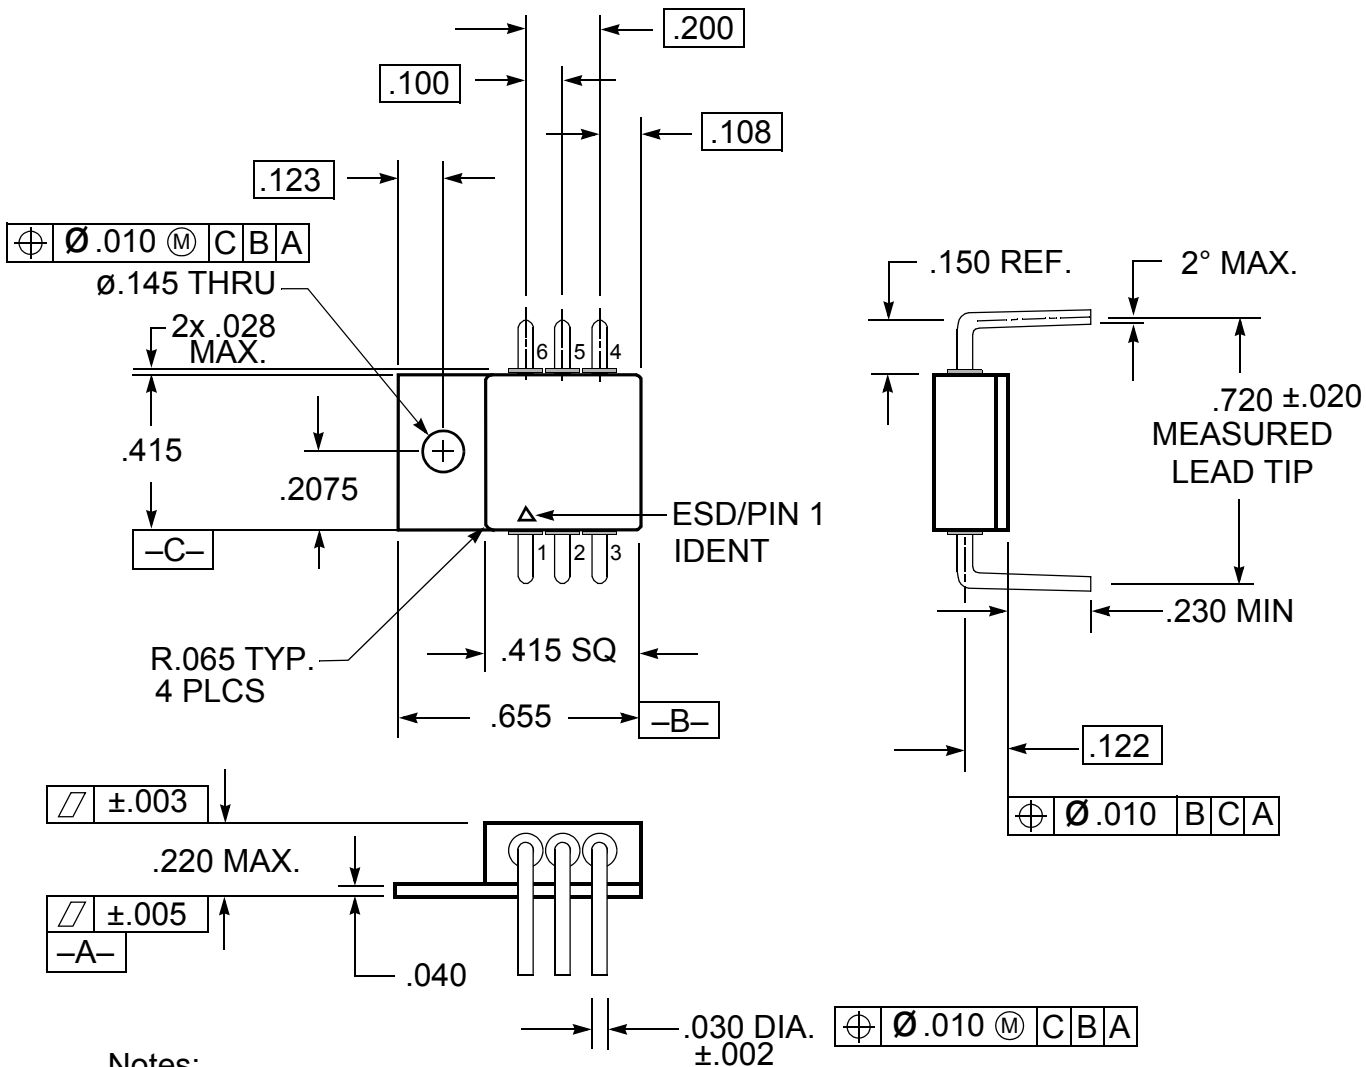 .200
.100
.108
.123
Ø .010 Ⓜ C B A
ø.145 THRU
2x .028
MAX.
6 5 4
.415
.2075
ESD/PIN 1
IDENT
–C–
1 2 3
R.065 TYP.
4 PLCS
.415 SQ
.655
–B–
.150 REF.
2° MAX.
.720 ±.020
MEASURED
LEAD TIP
.230 MIN
.122
Ø .010 B C A
±.003
.220 MAX.
±.005
–A–
.040
.030 DIA.
±.002
Ø .010 Ⓜ C B A
Notes: